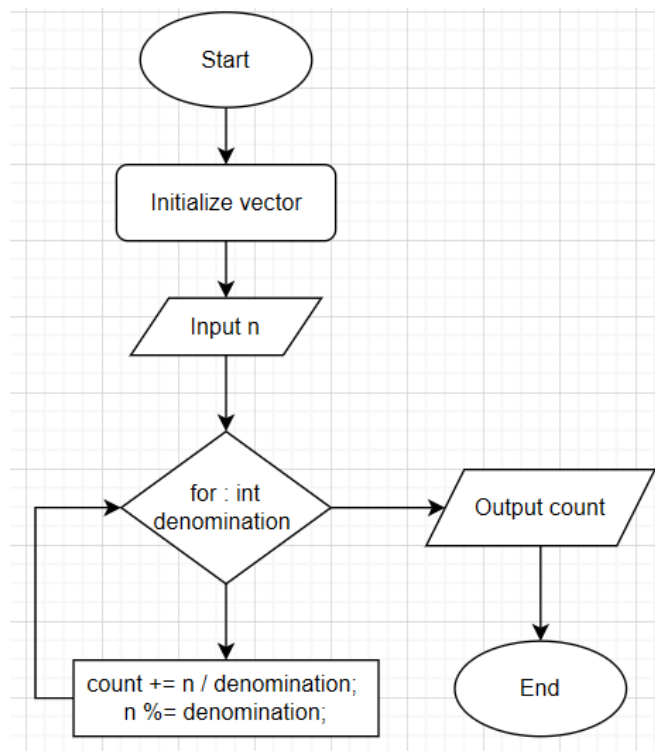 Start
Initialize vector
Input n
for : int
denomination
Output count
count += n / denomination;
n %= denomination;
End